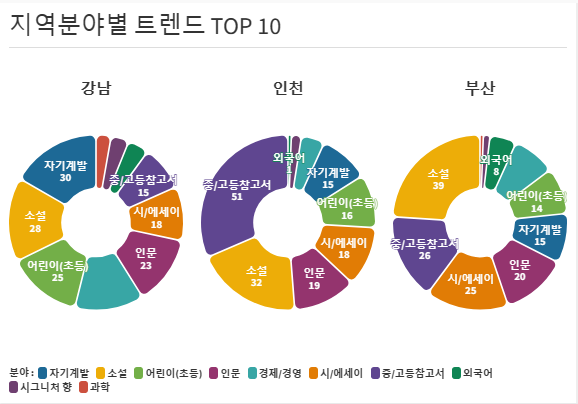 지역분야별 트렌드 TOP 10
강남
인천
부산
자기계발
30
소설
28
어린이(초등)
25
인문
23
시/에세이
18
중/고등참고서
15
중/고등참고서
51
소설
32
인문
19
시/에세이
18
어린이(초등)
16
자기계발
15
외국어
1
소설
39
중/고등참고서
26
시/에세이
25
인문
20
자기계발
15
어린이(초등)
14
외국어
8
분야: 자기계발 소설 어린이(초등) 인문 경제/경영 시/에세이 중/고등참고서 외국어
시그니처 향 과학